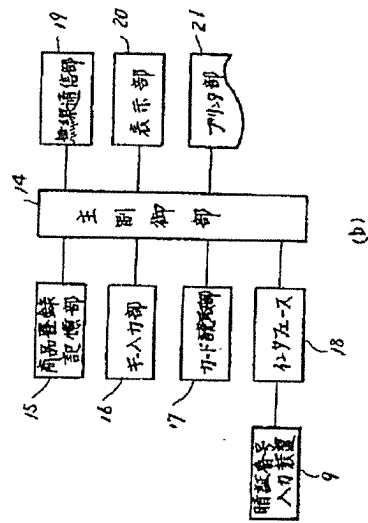 19
無線通信部
20
表示部
21
プリンタ部
14
主制御部
商品登録
記憶部
15
キー入力部
16
カード読取部
17
インタフェース
18
暗証番号
入力装置
9
(b)